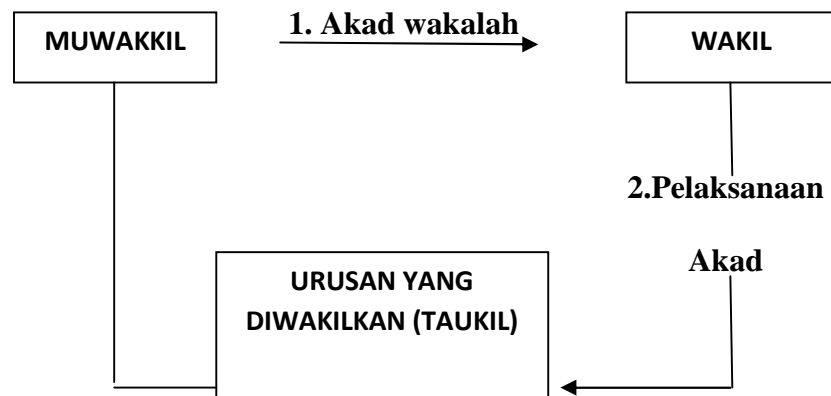 MUWAKKIL
1. Akad wakalah
WAKIL
2.Pelaksanaan
Akad
URUSAN YANG
DIWAKILKAN (TAUKIL)